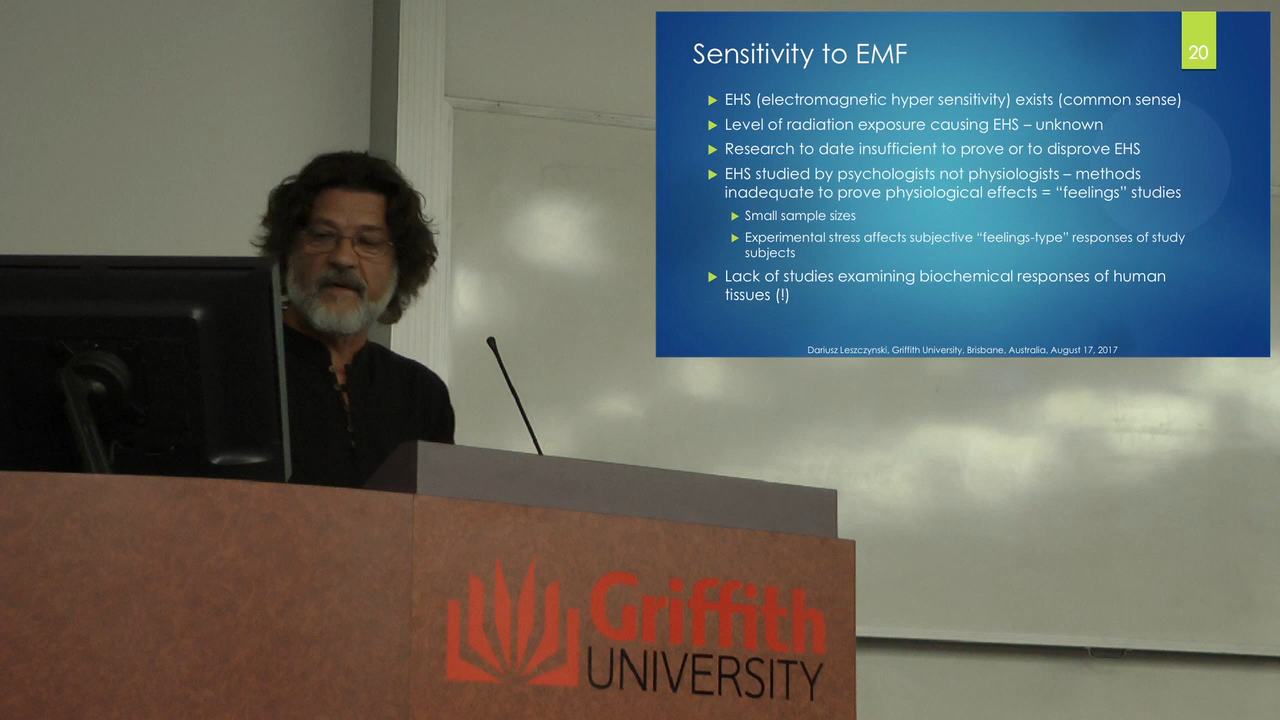 Sensitivity to EMF
20
EHS (electromagnetic hyper sensitivity) exists (common sense)
Level of radiation exposure causing EHS – unknown
Research to date insufficient to prove or to disprove EHS
EHS studied by psychologists not physiologists – methods
inadequate to prove physiological effects = “feelings” studies
Small sample sizes
Experimental stress affects subjective “feelings-type” responses of study
subjects
Lack of studies examining biochemical responses of human
tissues (!)
Dariusz Leszczynski, Griffith University, Brisbane, Australia, August 17, 2017
Griffith
UNIVERSITY